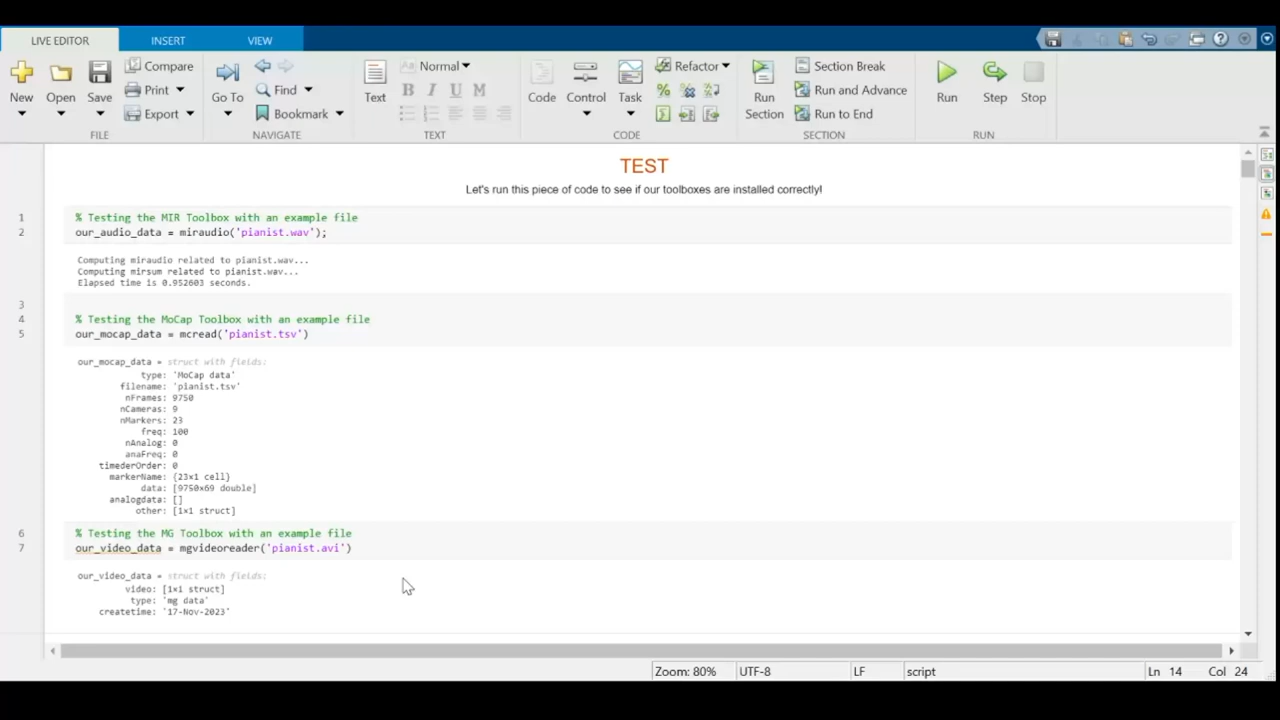 LIVE EDITOR
INSERT
VIEW
New
Open
Save
Compare
Print
Export
FILE
Go To
Find
Bookmark
NAVIGATE
Text
Normal
B I U M
TEXT
Code
Control
Task
Refactor
CODE
Run
Section
Section Break
Run and Advance
Run to End
SECTION
Run
Step
Stop
RUN
TEST
Let's run this piece of code to see if our toolboxes are installed correctly!
1 % Testing the MIR Toolbox with an example file
2 our_audio_data = miraudio('pianist.wav');
Computing miraudio related to pianist.wav...
Computing mirsum related to pianist.wav...
Elapsed time is 0.952603 seconds.
3
4 % Testing the MoCap Toolbox with an example file
5 our_mocap_data = mcread('pianist.tsv')
our_mocap_data = struct with fields:
type: 'MoCap data'
filename: 'pianist.tsv'
nFrames: 9750
nCameras: 9
nMarkers: 23
freq: 100
nAnalog: 0
anaFreq: 0
timederOrder: 0
markerName: {23×1 cell}
data: [9750×69 double]
analogdata: []
other: [1×1 struct]
6 % Testing the MG Toolbox with an example file
7 our_video_data = mgvideoreader('pianist.avi')
our_video_data = struct with fields:
video: [1×1 struct]
type: 'mg data'
createtime: '17-Nov-2023'
Zoom: 80% UTF-8 LF script Ln 14 Col 24